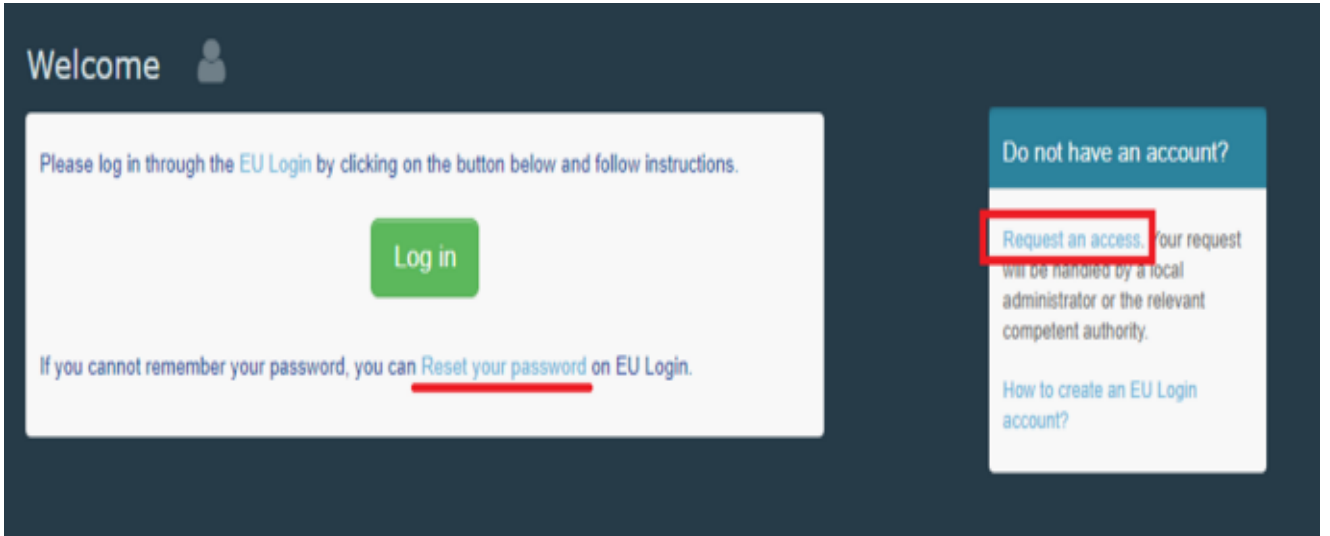 Welcome
Please log in through the EU Login by clicking on the button below and follow instructions.
Log in
If you cannot remember your password, you can Reset your password on EU Login.
Do not have an account?
Request an access. Your request
will be handled by a local
administrator or the relevant
competent authority.
How to create an EU Login
account?